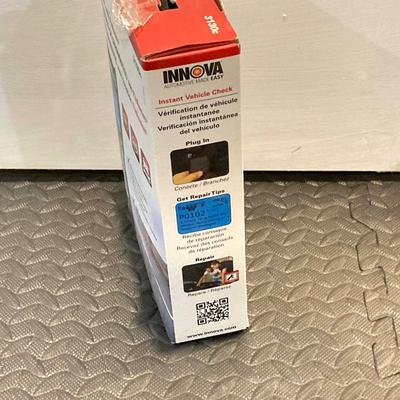 3130c
INNOVA
AUTOMOTIVE MADE EASY
Instant Vehicle Check
Vérification de véhicule
instantanée
Verificación instantánea
del vehículo
Plug In
Conecte / Branchez
Get Repair Tips
P0102
Recibe consejos
de reparación
Recevez des conseils
de réparation
Repair
Repare / Réparez
www.innova.com